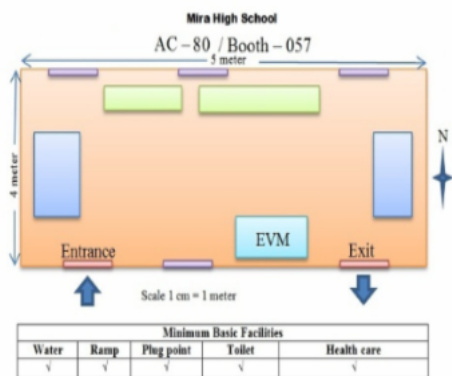 Mira High School
AC – 80 / Booth – 057
5 meter
4 meter
N
EVM
Entrance
Exit
Scale 1 cm = 1 meter
Minimum Basic Facilities
Water Ramp Plug point Toilet Health care
√ √ √ √ √